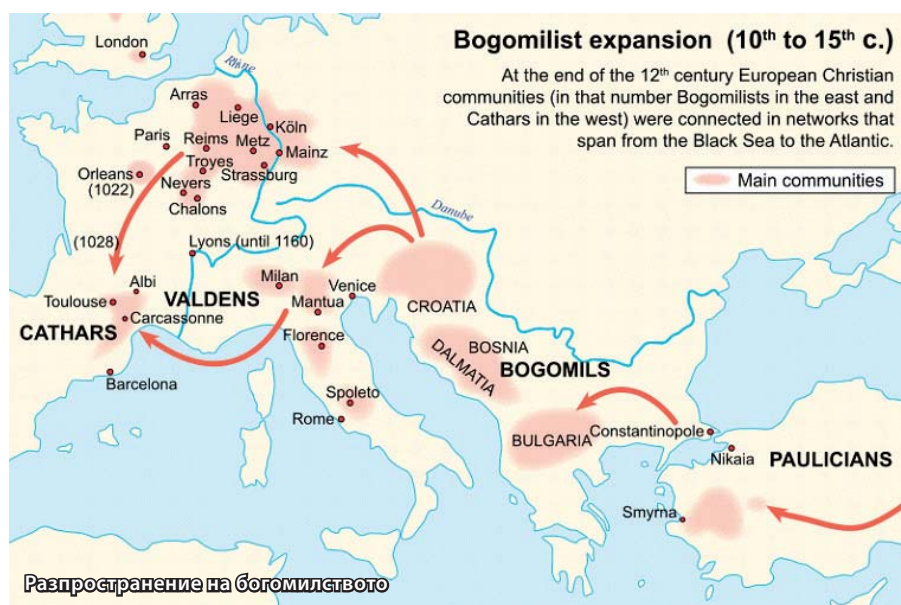 Bogomilist expansion (10th to 15th c.)
At the end of the 12th century European Christian
communities (in that number Bogomilists in the east and
Cathars in the west) were connected in networks that
span from the Black Sea to the Atlantic.
Main communities
London
Rhine
Arras
Liege
Köln
Paris
Reims
Metz
Mainz
Troyes
Strassburg
Orleans
(1022)
Nevers
Chalons
Danube
(1028)
Lyons (until 1160)
Albi
Milan
Venice
Toulouse
VALDENS
Mantua
CROATIA
Carcassonne
CATHARS
Florence
BOSNIA
DALMATIA
BOGOMILS
Barcelona
Spoleto
Rome
BULGARIA
Constantinopole
Nikaia
PAULICIANS
Smyrna
Разпространение на богомилството